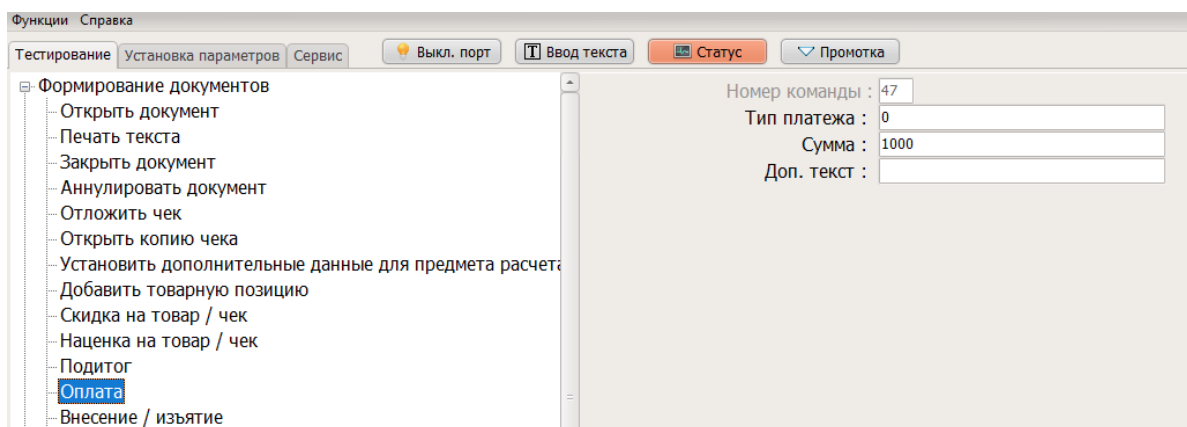 Функции Справка
Тестирование Установка параметров Сервис Выкл. порт T Ввод текста Статус Промотка
Формирование документов
Открыть документ
Печать текста
Закрыть документ
Аннулировать документ
Отложить чек
Открыть копию чека
Установить дополнительные данные для предмета расчета
Добавить товарную позицию
Скидка на товар / чек
Наценка на товар / чек
Подитог
Оплата
Внесение / изъятие
Номер команды : 47
Тип платежа : 0
Сумма : 1000
Доп. текст :